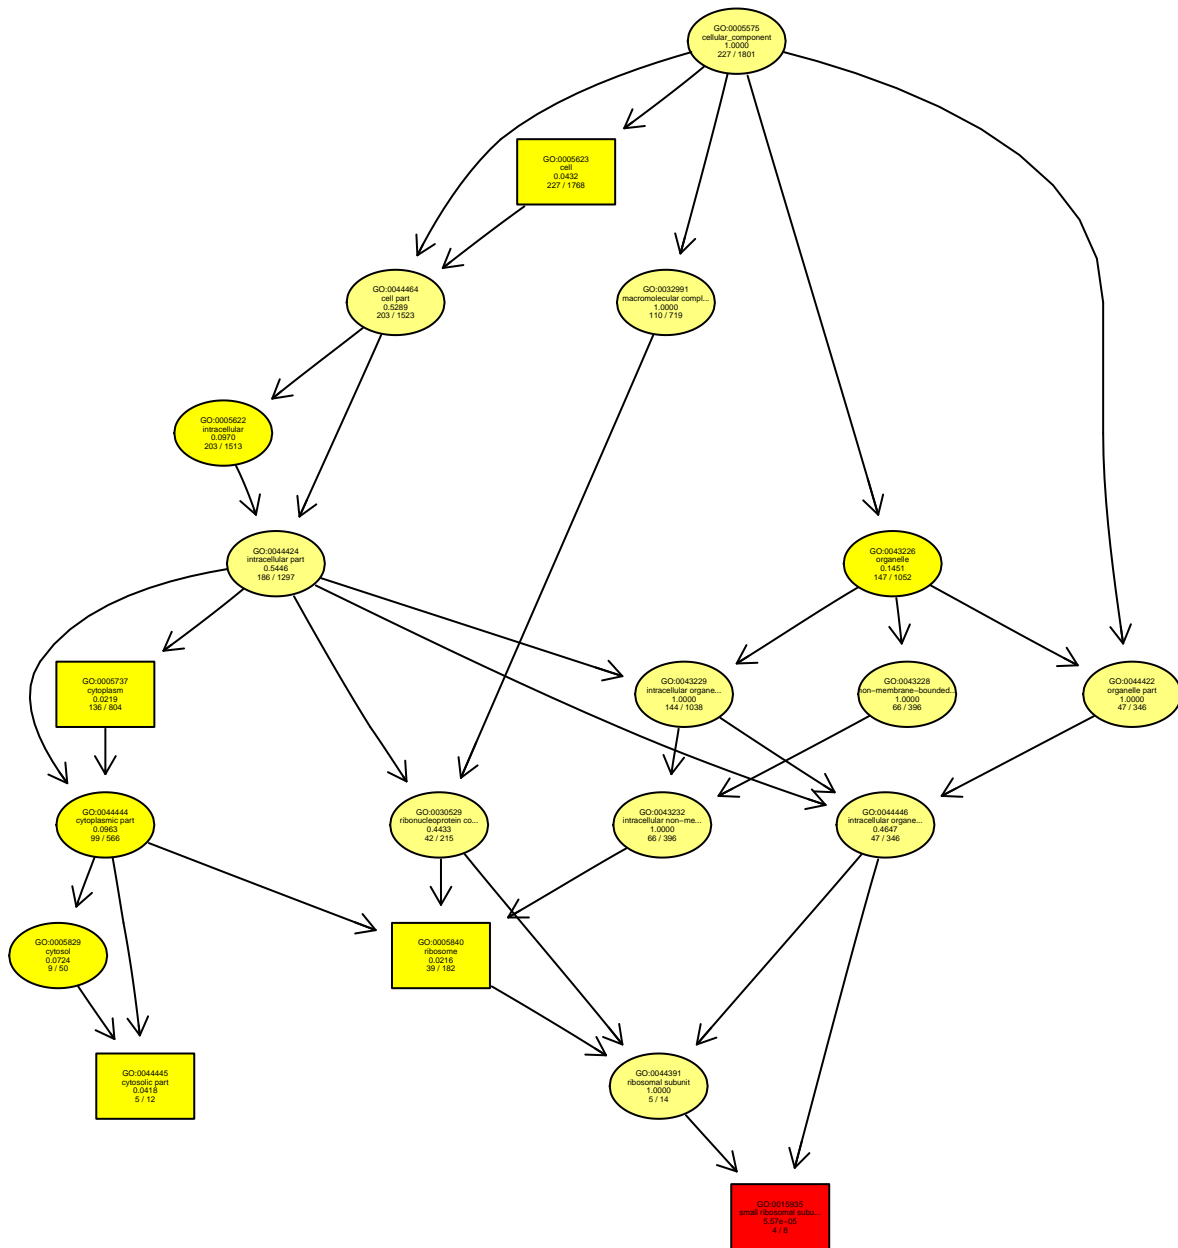 GO:0005575
cellular_component
1.0000
227 / 1801
GO:0005623
cell
0.0432
227 / 1768
GO:0044464
cell part
0.5289
203 / 1523
GO:0032991
macromolecular compl...
1.0000
110 / 719
GO:0005622
intracellular
0.0970
203 / 1513
GO:0044424
intracellular part
0.5446
186 / 1297
GO:0043226
organelle
0.1451
147 / 1052
GO:0005737
cytoplasm
0.0219
136 / 804
GO:0043229
intracellular organe...
1.0000
144 / 1038
GO:0043228
non−membrane−bounded...
1.0000
66 / 396
GO:0044422
organelle part
1.0000
47 / 346
GO:0044444
cytoplasmic part
0.0963
99 / 566
GO:0030529
ribonucleoprotein co...
0.4433
42 / 215
GO:0043232
intracellular non−me...
1.0000
66 / 396
GO:0044446
intracellular organe...
0.4647
47 / 346
GO:0005829
cytosol
0.0724
9 / 50
GO:0005840
ribosome
0.0216
39 / 182
GO:0044445
cytosolic part
0.0418
5 / 12
GO:0044391
ribosomal subunit
1.0000
5 / 14
GO:0015935
small ribosomal subu...
5.57e−05
4 / 8